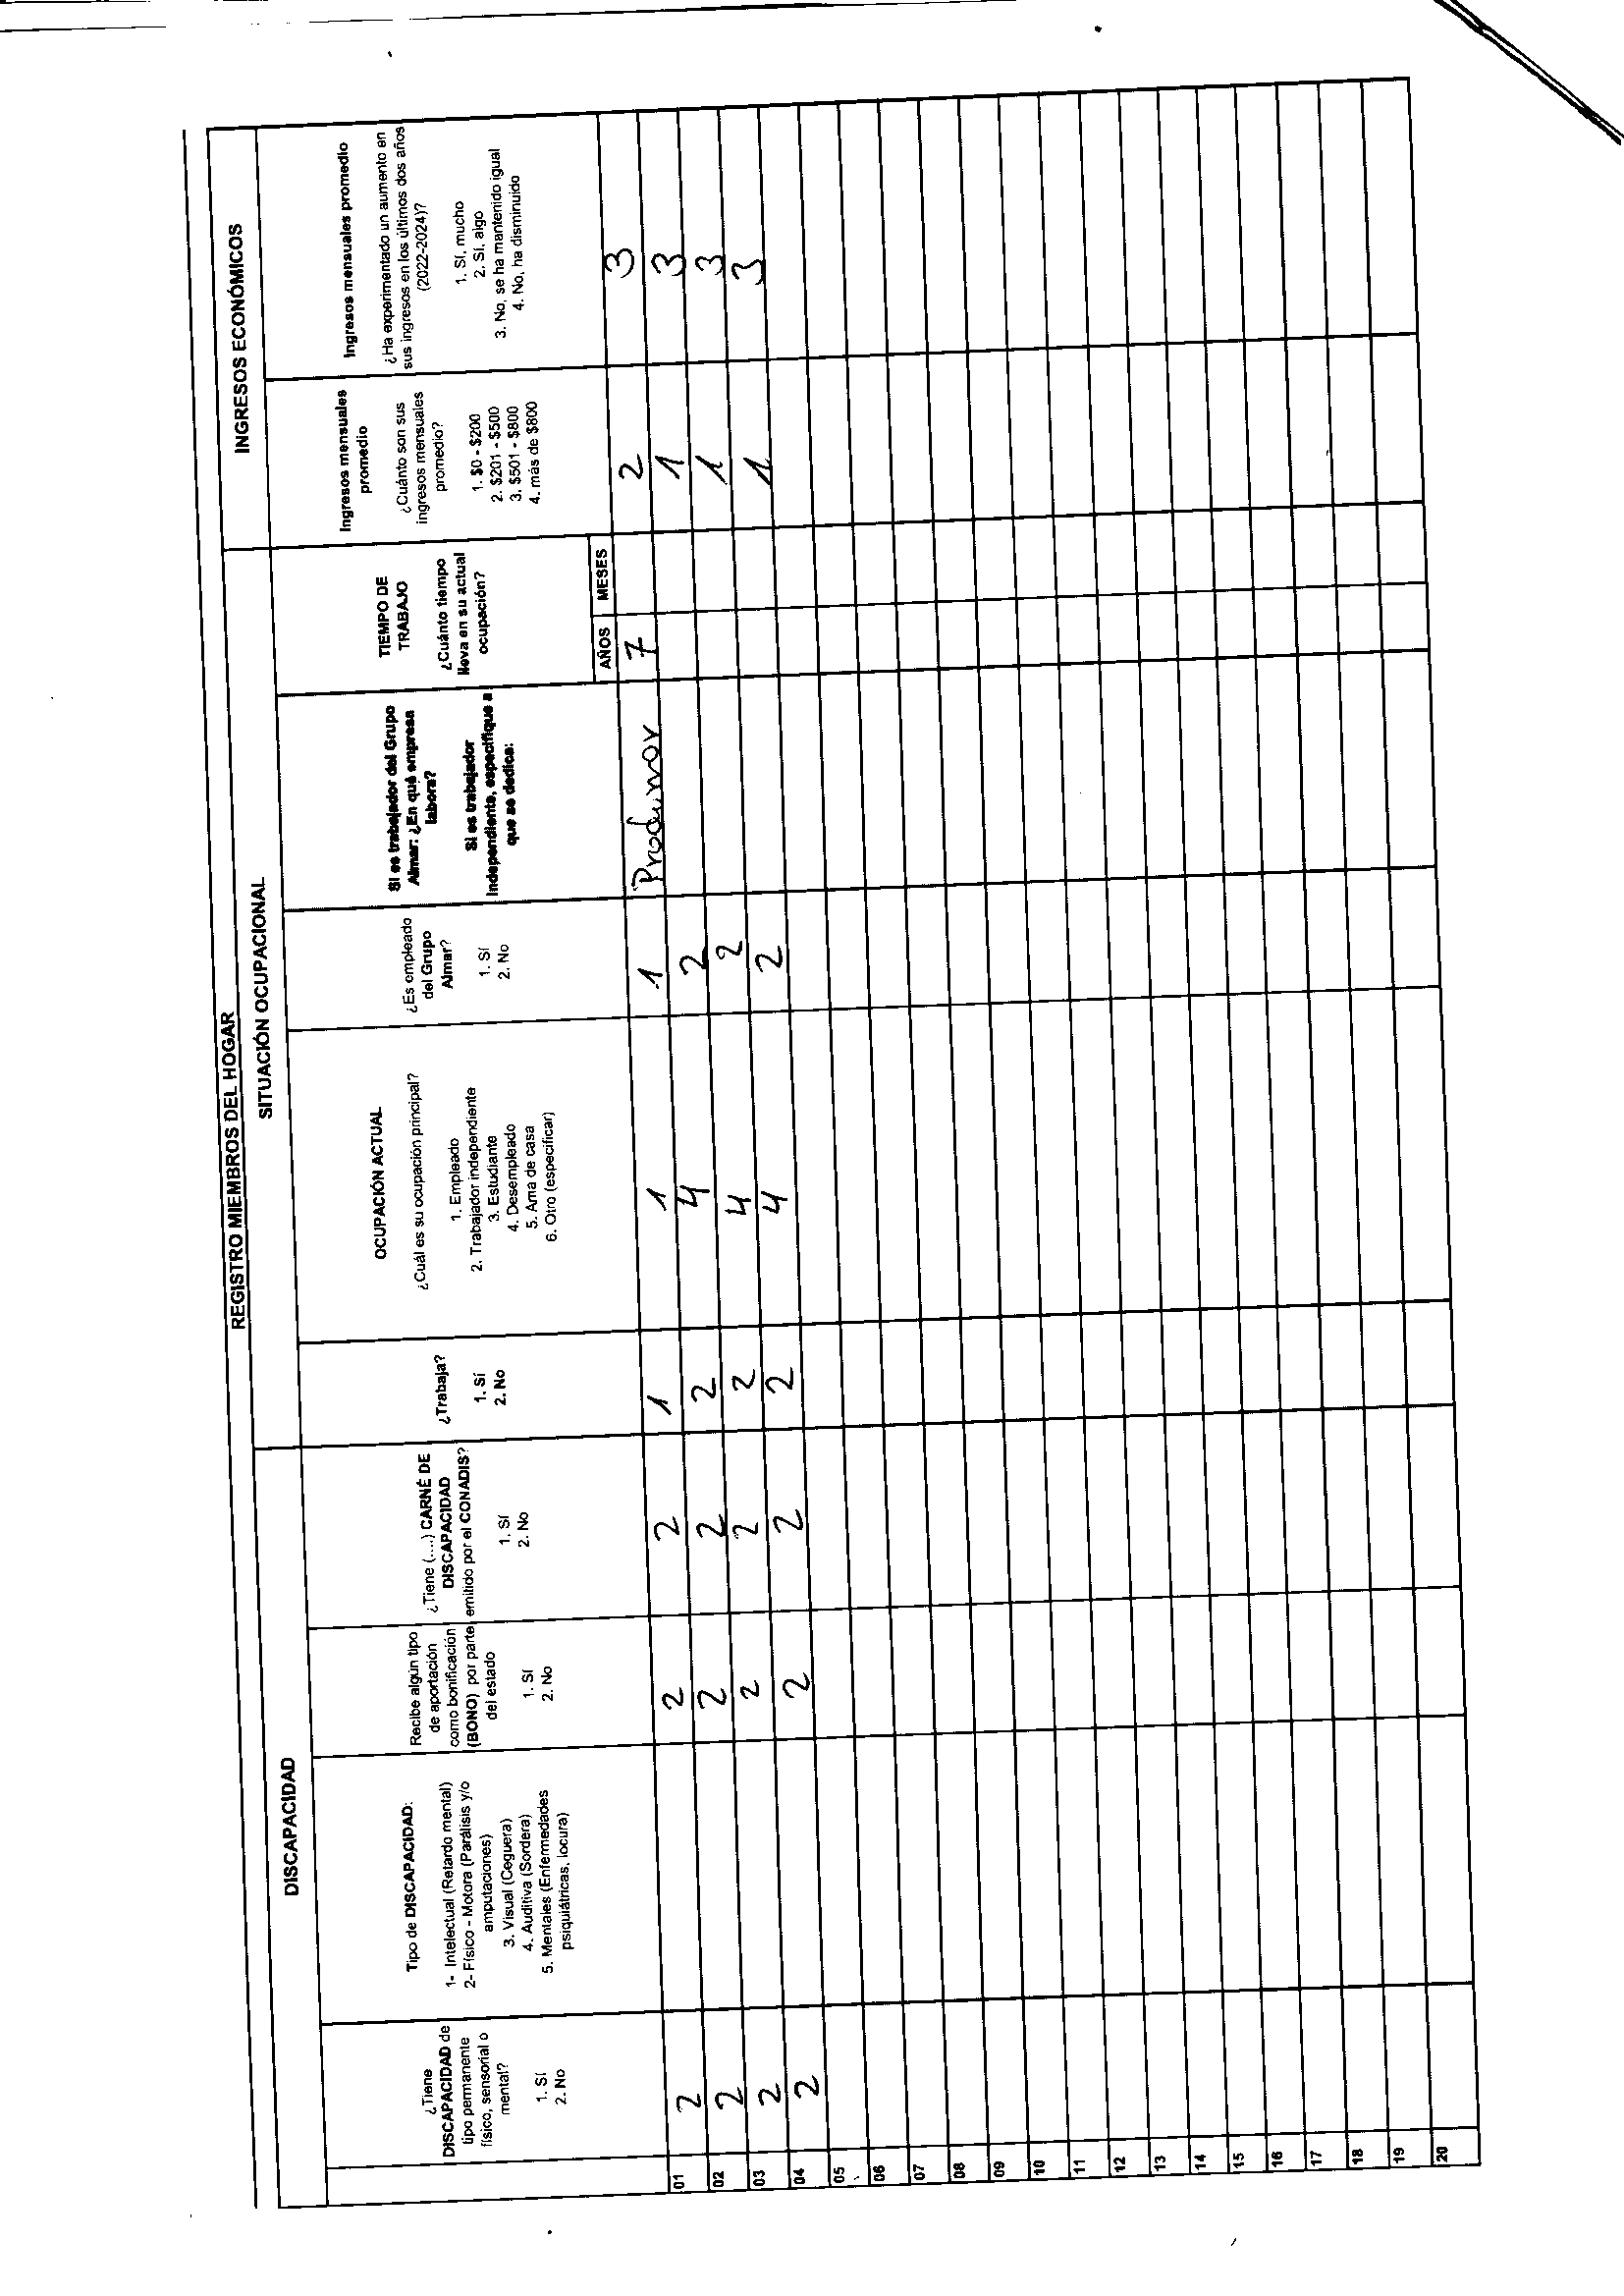 REGISTRO MIEMBROS DEL HOGAR
DISCAPACIDAD
SITUACIÓN OCUPACIONAL
INGRESOS ECONÓMICOS
¿Tiene
DISCAPACIDAD de
tipo permanente
físico, sensorial o
mental?
1. Sí
2. No
Tipo de DISCAPACIDAD:
1- Intelectual (Retardo mental)
2- Físico - Motora (Parálisis y/o
amputaciones)
3. Visual (Ceguera)
4. Auditiva (Sordera)
5. Mentales (Enfermedades
psiquiátricas, locura)
Recibe algún tipo
de aportación
como bonificación
(BONO) por parte
del estado
1. Sí
2. No
¿Tiene (....) CARNÉ DE
DISCAPACIDAD
emitido por el CONADIS?
1. Sí
2. No
¿Trabaja?
1. Sí
2. No
OCUPACIÓN ACTUAL
¿Cuál es su ocupación principal?
1. Empleado
2. Trabajador independiente
3. Estudiante
4. Desempleado
5. Ama de casa
6. Otro (especificar)
¿Es empleado
del Grupo
Almar?
1. Sí
2. No
Si es trabajador del Grupo
Almar: ¿En qué empresa
labora?
Si es trabajador
Independiente, especifique a
que se dedica:
TIEMPO DE
TRABAJO
¿Cuánto tiempo
lleva en su actual
ocupación?
AÑOS MESES
Ingresos mensuales
promedio
¿Cuánto son sus
ingresos mensuales
promedio?
1. $0 - $200
2. $201 - $500
3. $501 - $800
4. más de $800
Ingresos mensuales promedio
¿Ha experimentado un aumento en
sus ingresos en los últimos dos años
(2022-2024)?
1. Sí, mucho
2. Sí, algo
3. No, se ha mantenido igual
4. No, ha disminuido
01 2 2 2 1 1 1 Produmar 7 2 3
02 2 2 2 2 4 2 1 3
03 2 2 2 2 4 2 1 3
04 2 2 2 2 4 2 1 3
05
06
07
08
09
10
11
12
13
14
15
16
17
18
19
20